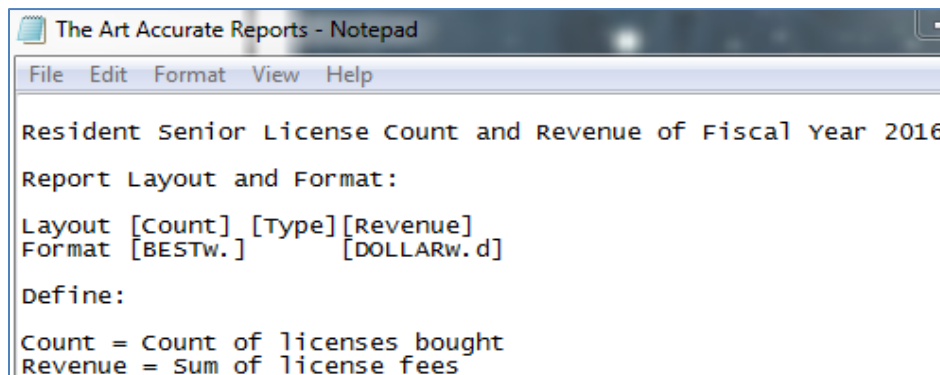 The Art Accurate Reports - Notepad
File Edit Format View Help
Resident Senior License Count and Revenue of Fiscal Year 2016
Report Layout and Format:
Layout [Count] [Type][Revenue]
Format [BESTw.] [DOLLARw.d]
Define:
Count = Count of licenses bought
Revenue = Sum of license fees